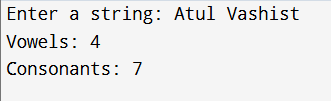 Enter a string: Atul Vashist
Vowels: 4
Consonants: 7